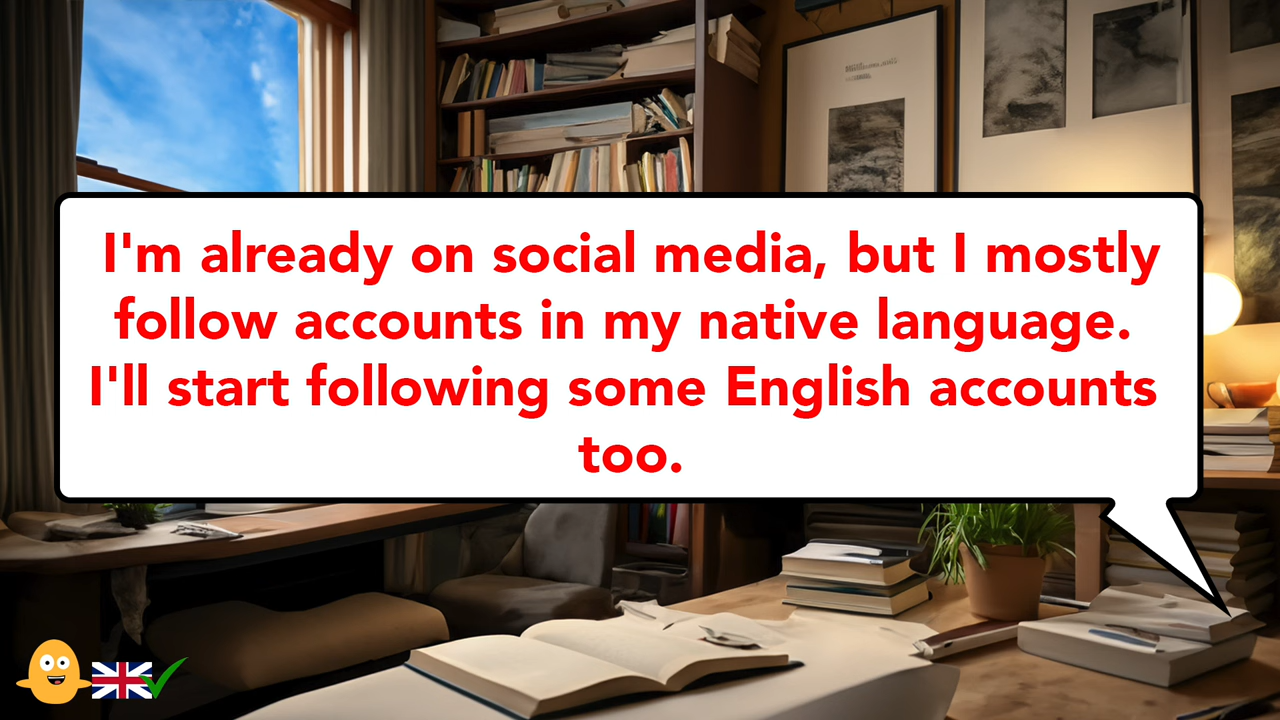 I'm already on social media, but I mostly
follow accounts in my native language.
I'll start following some English accounts
too.